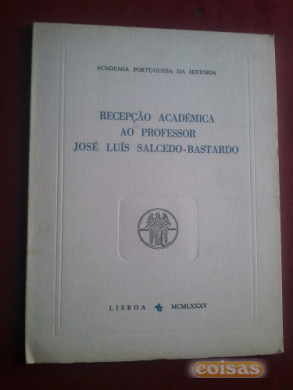 ACADEMIA PORTUGUESA DA HISTÓRIA
RECEPÇÃO ACADÉMICA
AO PROFESSOR
JOSÉ LUÍS SALCEDO-BASTARDO
LISBOA MCMLXXXV
coisas